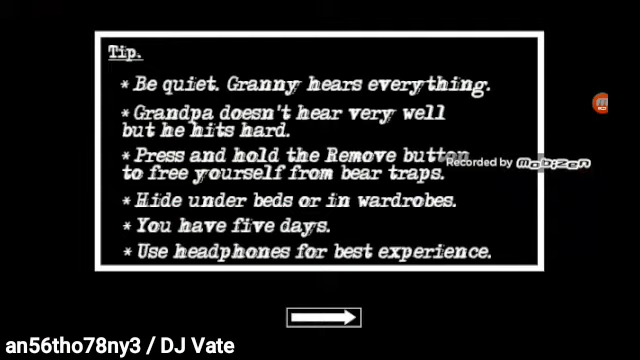 Tip.
* Be quiet. Granny hears everything.
* Grandpa doesn't hear very well
but he hits hard.
* Press and hold the Remove button
to free yourself from bear traps.
Recorded by mobizen
* Hide under beds or in wardrobes.
* You have five days.
* Use headphones for best experience.
an56tho78ny3 / DJ Vate